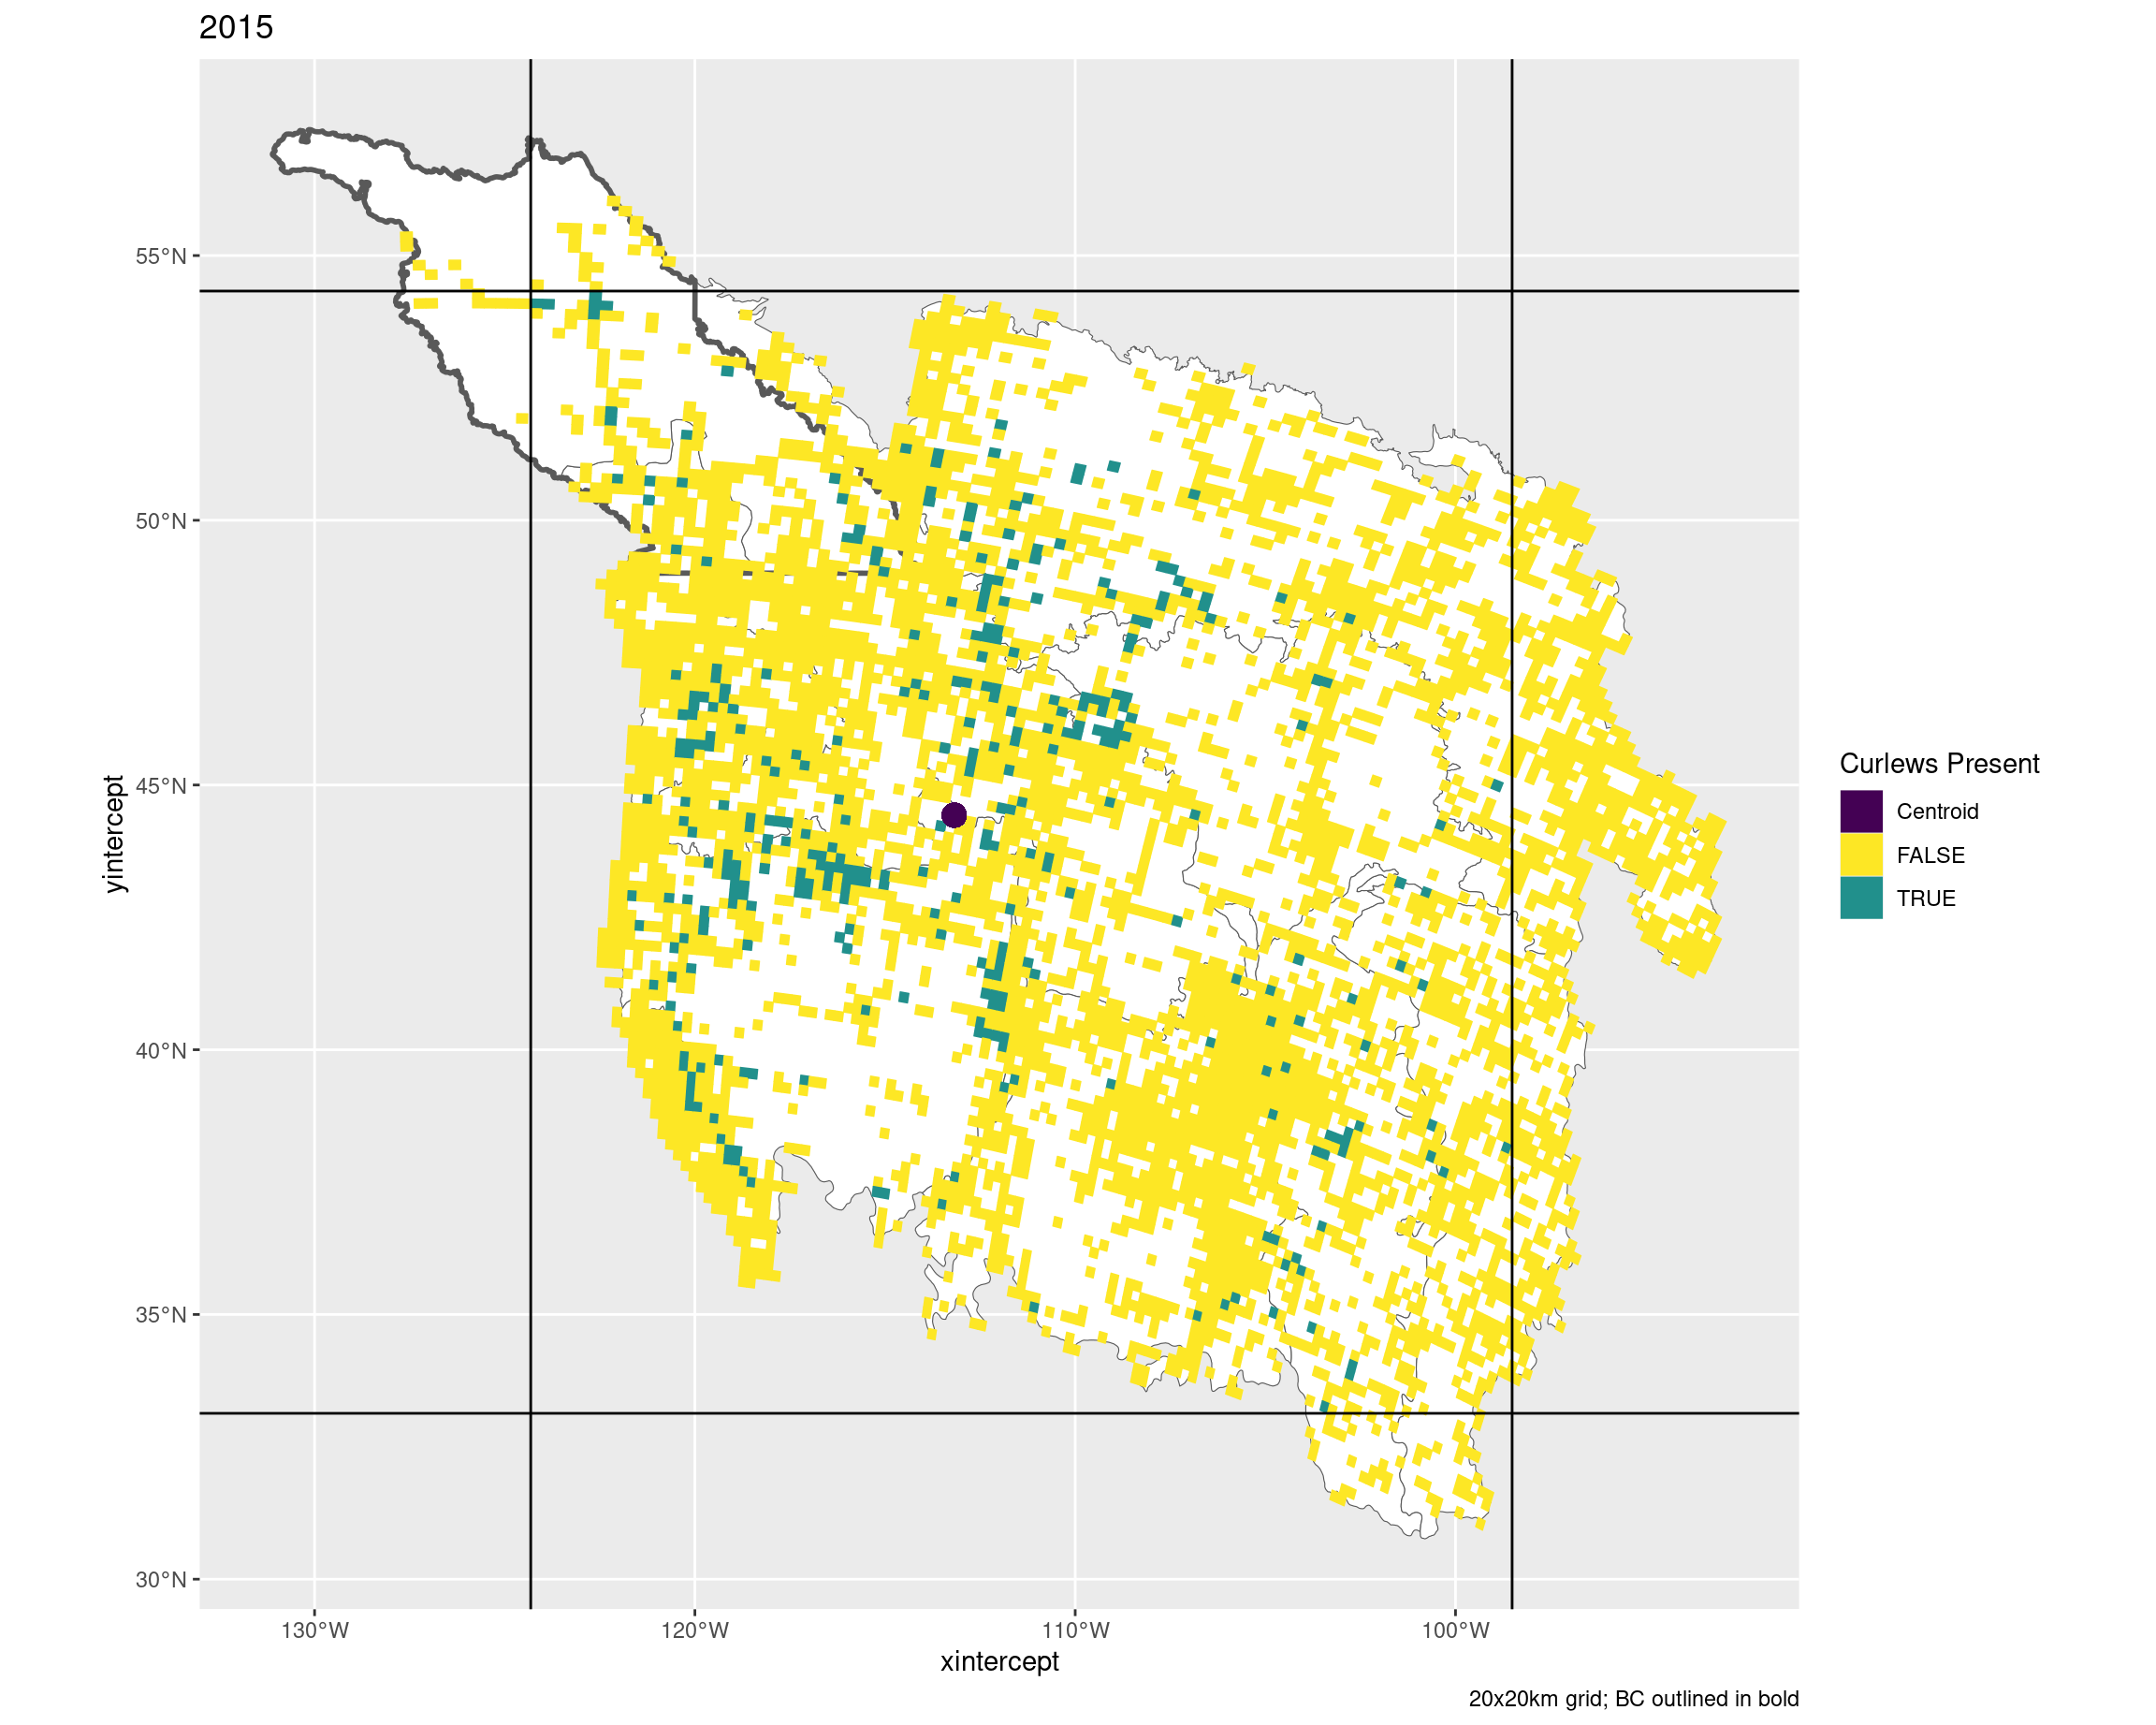 2015
55°N
50°N
45°N
40°N
35°N
30°N
yintercept
130°W
120°W
110°W
100°W
xintercept
Curlews Present
Centroid
FALSE
TRUE
20x20km grid; BC outlined in bold